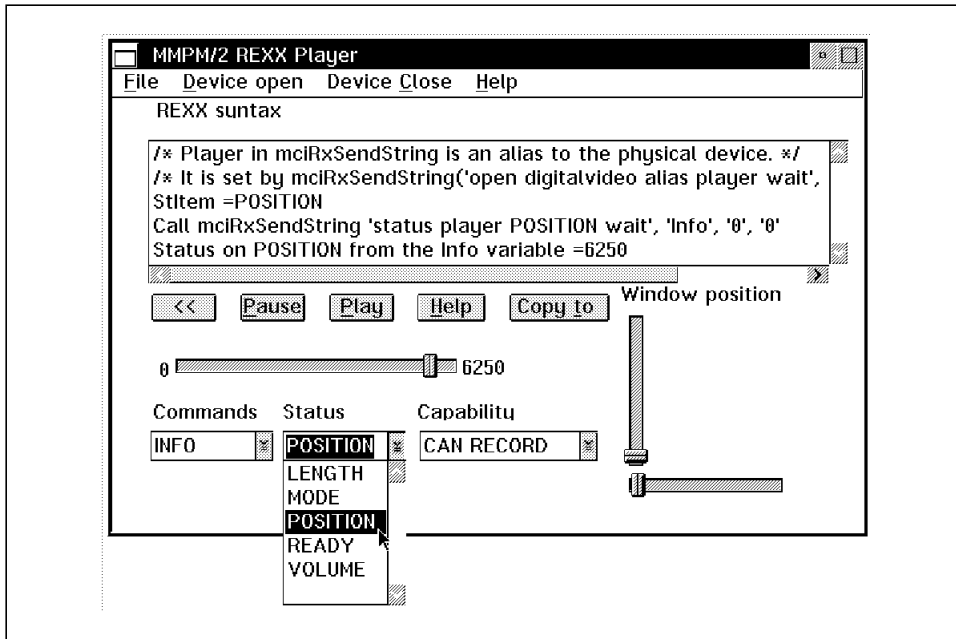 MMPM/2 REXX Player
File Device open Device Close Help
REXX syntax
/* Player in mciRxSendString is an alias to the physical device. */
/* It is set by mciRxSendString('open digitalvideo alias player wait',
StItem =POSITION
Call mciRxSendString 'status player POSITION wait', 'Info', '0', '0'
Status on POSITION from the Info variable =6250
<< Pause Play Help Copy to Window position
0 6250
Commands Status Capability
INFO POSITION CAN RECORD
LENGTH
MODE
POSITION
READY
VOLUME